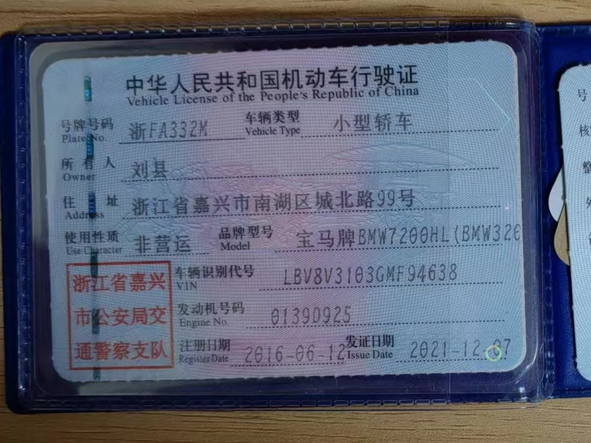 中华人民共和国机动车行驶证
Vehicle License of the People's Republic of China
号牌号码 浙FA332M 车辆类型 小型轿车
Plate No. Vehicle Type
所有人 刘县
Owner
住址 浙江省嘉兴市南湖区城北路99号
Address
使用性质 非营运 品牌型号 宝马牌BMW7200HL(BMW320
Use Character Model
浙江省嘉兴
市公安局交
通警察支队
车辆识别代号 LBV8V3103GMF94638
VIN
发动机号码 01390925
Engine No.
注册日期 2016-06-12 发证日期 2021-12-07
Register Date Issue Date
号
核
整